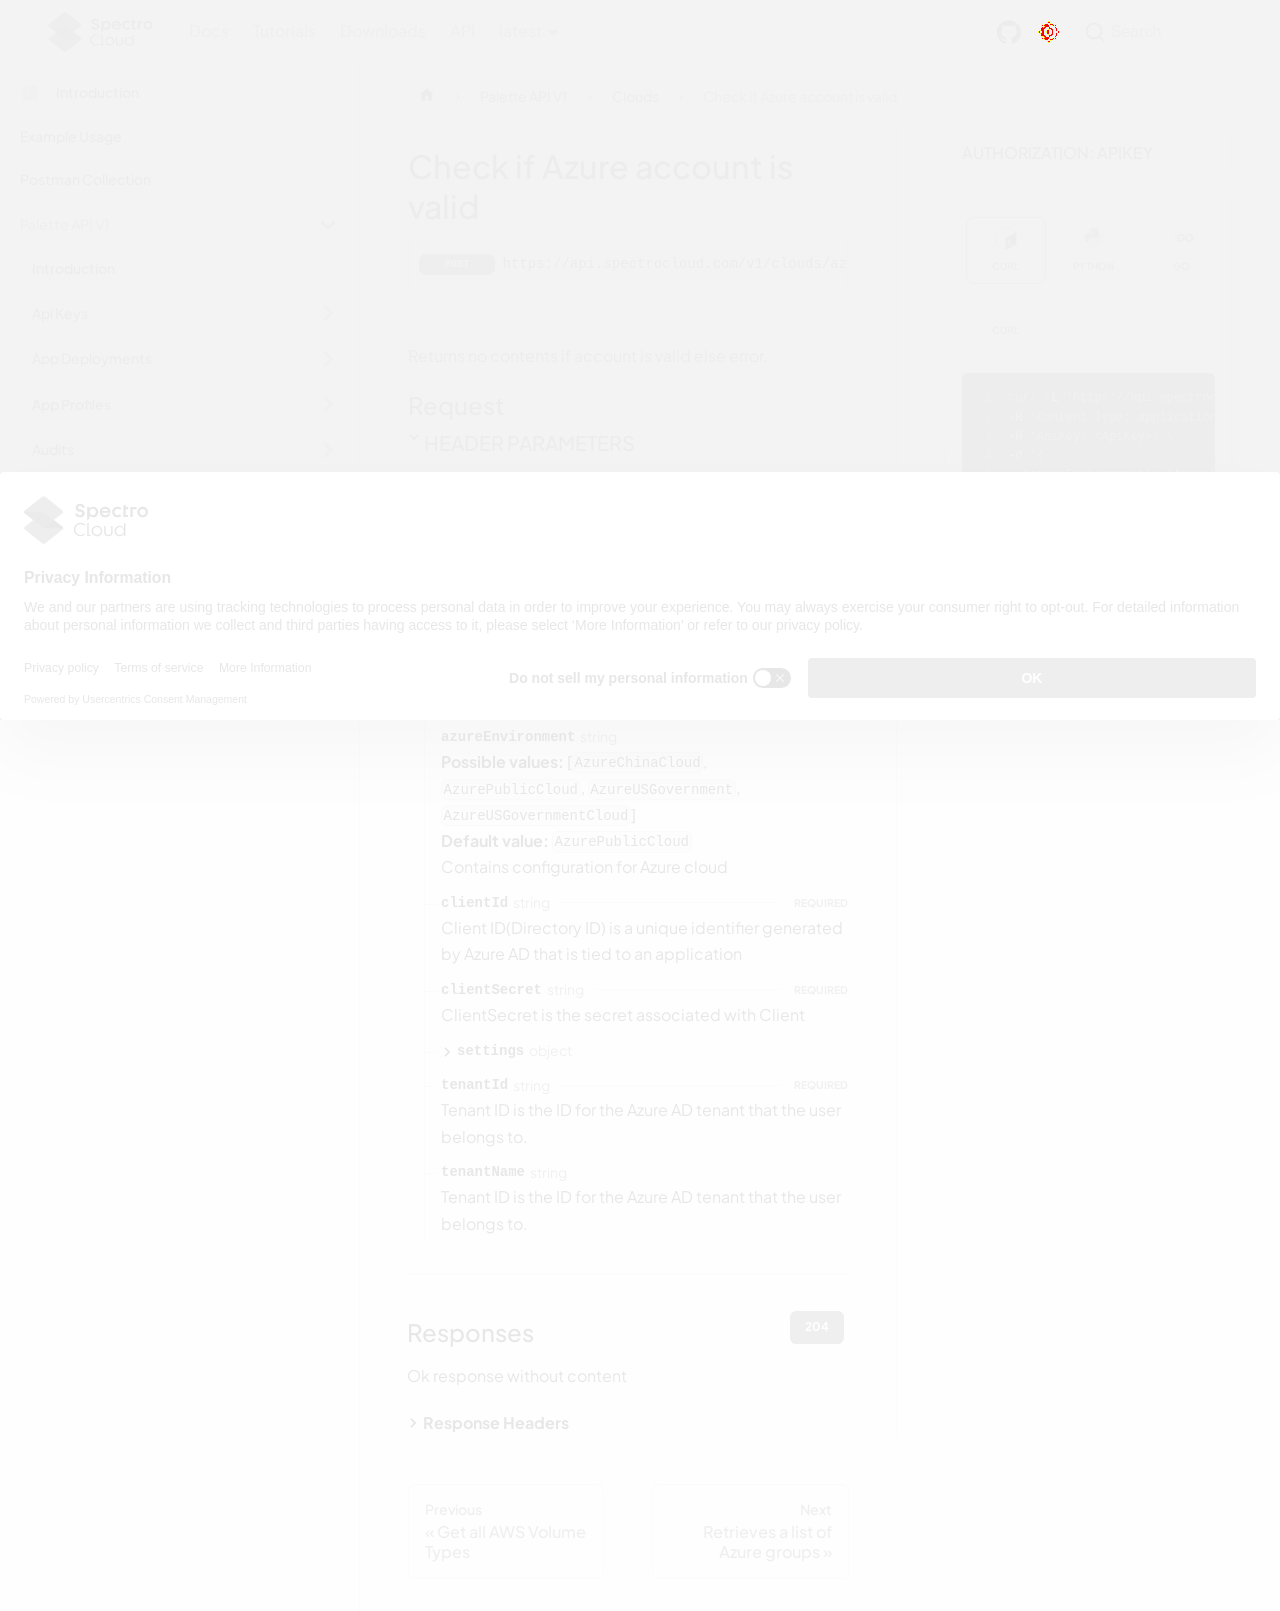 Spectro
Cloud
Docs Tutorials Downloads API latest
Search
Introduction
Example Usage
Postman Collection
Palette API V1
Introduction
Api Keys
App Deployments
App Profiles
Audits
Palette API V1
Clouds
Check if Azure account is valid
Check if Azure account is
valid
POST
https://api.spectrocloud.com/v1/clouds/az
Returns no contents if account is valid else error.
Request
HEADER PARAMETERS
AUTHORIZATION: APIKEY
CURL PYTHON GO
CURL
Spectro
Cloud
Privacy Information
We and our partners are using tracking technologies to process personal data in order to improve your experience. You may always exercise your consumer right to opt-out. For detailed information
about personal information we collect and third parties having access to it, please select 'More Information' or refer to our privacy policy.
Privacy policy Terms of service More Information
Powered by Usercentrics Consent Management
Do not sell my personal information
OK
azureEnvironment string
Possible values: [AzureChinaCloud,
AzurePublicCloud, AzureUSGovernment,
AzureUSGovernmentCloud]
Default value: AzurePublicCloud
Contains configuration for Azure cloud
clientId string REQUIRED
Client ID(Directory ID) is a unique identifier generated
by Azure AD that is tied to an application
clientSecret string REQUIRED
ClientSecret is the secret associated with Client
settings object
tenantId string REQUIRED
Tenant ID is the ID for the Azure AD tenant that the user
belongs to.
tenantName string
Tenant ID is the ID for the Azure AD tenant that the user
belongs to.
Responses
204
Ok response without content
Response Headers
Previous
« Get all AWS Volume
Types
Next
Retrieves a list of
Azure groups »